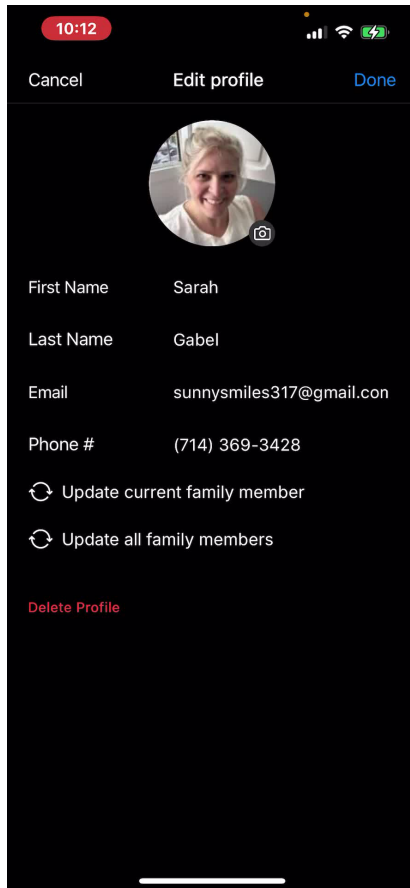 10:12
Cancel Edit profile Done
First Name Sarah
Last Name Gabel
Email sunnysmiles317@gmail.con
Phone # (714) 369-3428
Update current family member
Update all family members
Delete Profile